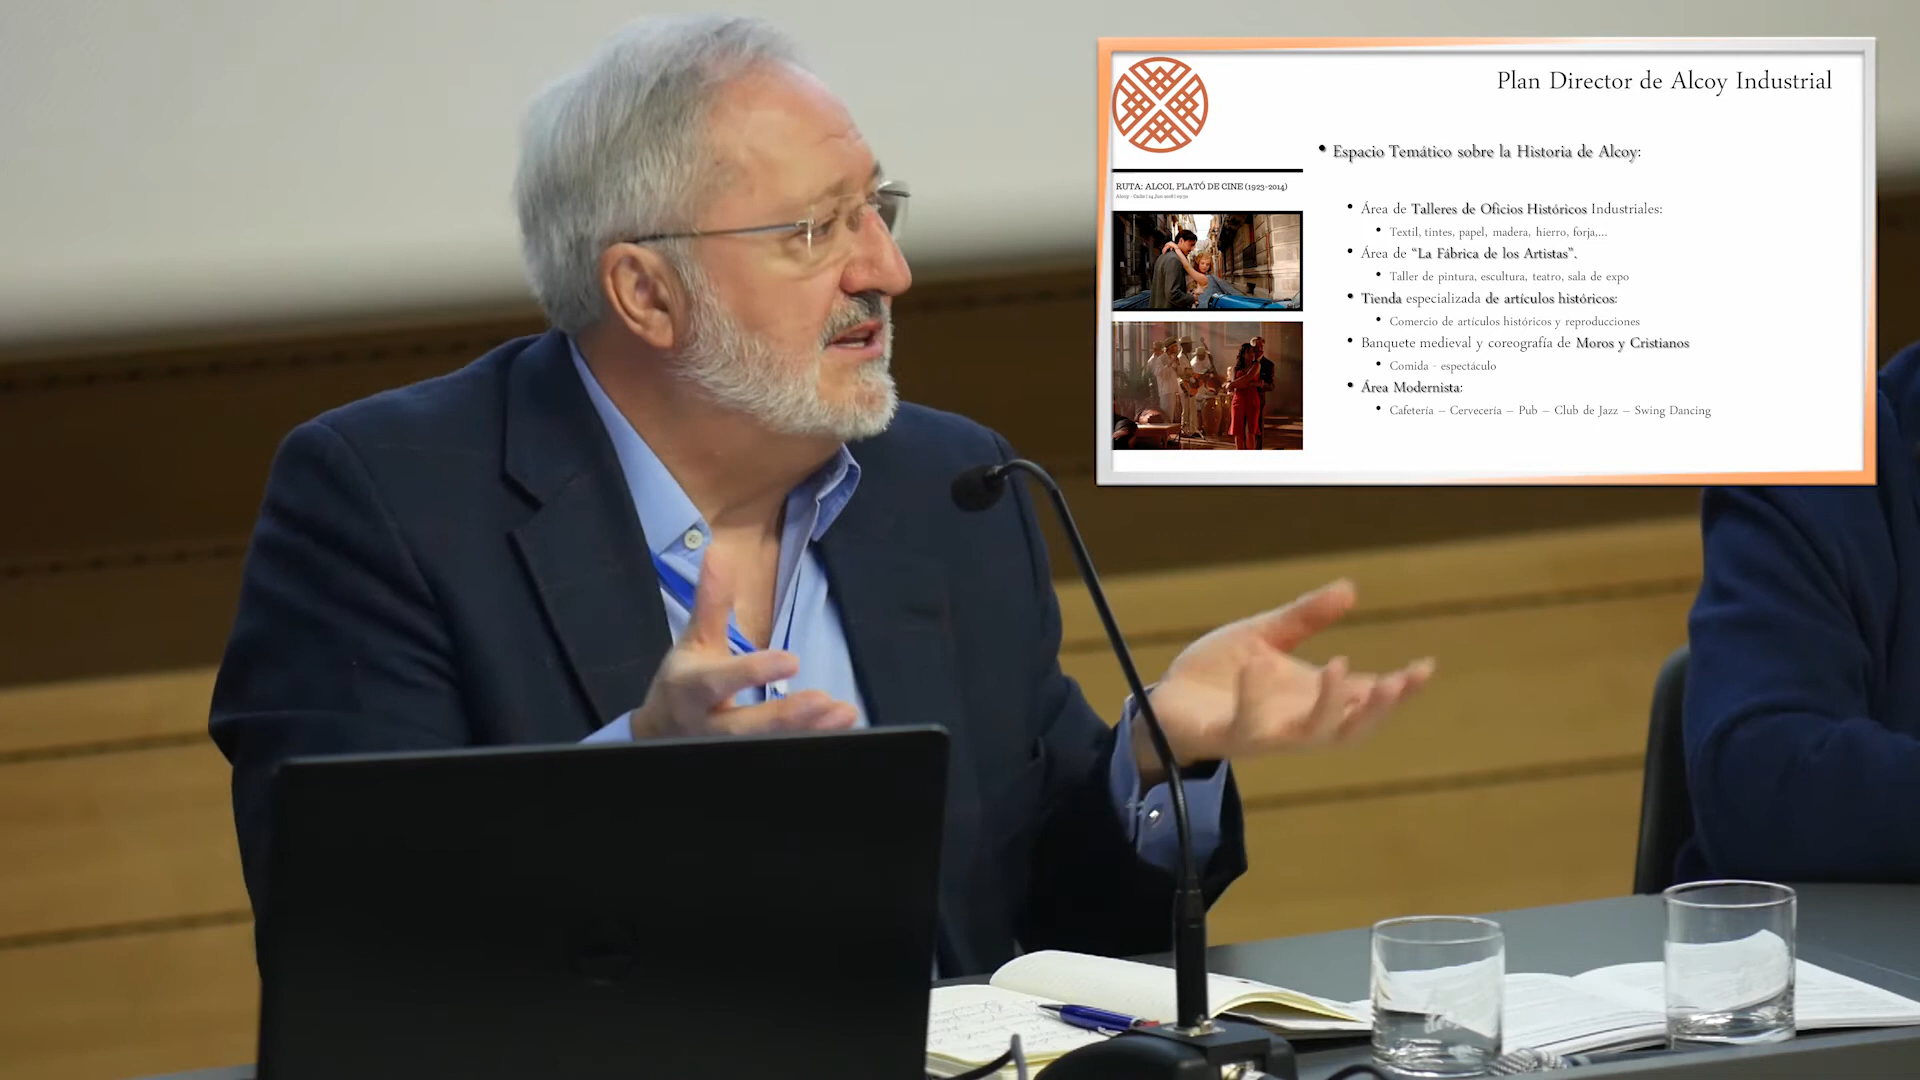 Plan Director de Alcoy Industrial
• Espacio Temático sobre la Historia de Alcoy:
RUTA: ALCOI, PLATÓ DE CINE (1923-2014)
• Área de Talleres de Oficios Históricos Industriales:
• Textil, tintes, papel, madera, hierro, forja,...
• Área de “La Fábrica de los Artistas”.
• Taller de pintura, escultura, teatro, sala de expo
• Tienda especializada de artículos históricos:
• Comercio de artículos históricos y reproducciones
• Banquete medieval y coreografía de Moros y Cristianos
• Comida - espectáculo
• Área Modernista:
• Cafetería – Cervecería – Pub – Club de Jazz – Swing Dancing